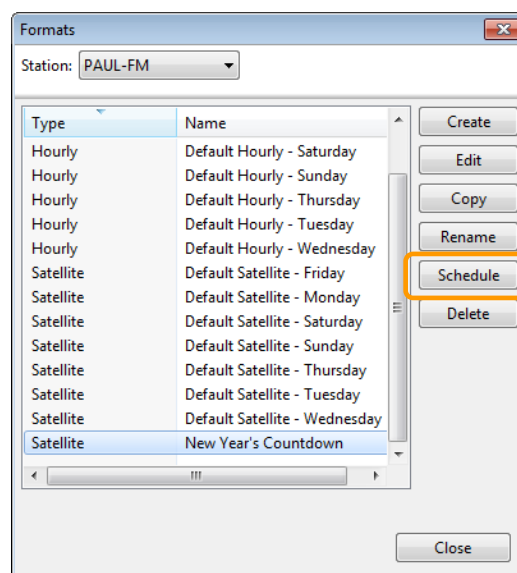 Formats
Station: PAUL-FM
Type Name
Hourly Default Hourly - Saturday
Hourly Default Hourly - Sunday
Hourly Default Hourly - Thursday
Hourly Default Hourly - Tuesday
Hourly Default Hourly - Wednesday
Satellite Default Satellite - Friday
Satellite Default Satellite - Monday
Satellite Default Satellite - Saturday
Satellite Default Satellite - Sunday
Satellite Default Satellite - Thursday
Satellite Default Satellite - Tuesday
Satellite Default Satellite - Wednesday
Satellite New Year's Countdown
Create
Edit
Copy
Rename
Schedule
Delete
Close